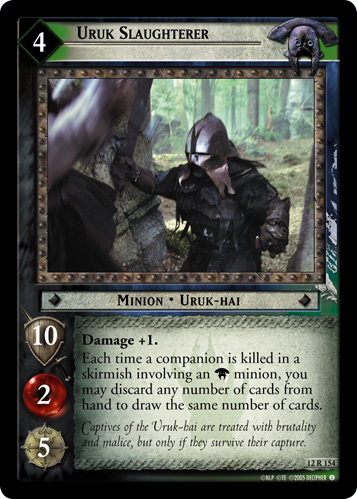 4
Uruk Slaughterer
Minion • Uruk-hai
10
Damage +1.
Each time a companion is killed in a
skirmish involving an minion, you
2
may discard any number of cards from
hand to draw the same number of cards.
Captives of the Uruk-hai are treated with brutality
5
and malice, but only if they survive their capture.
12 R 154
©NLP ©TE ©2005 DECIPHER